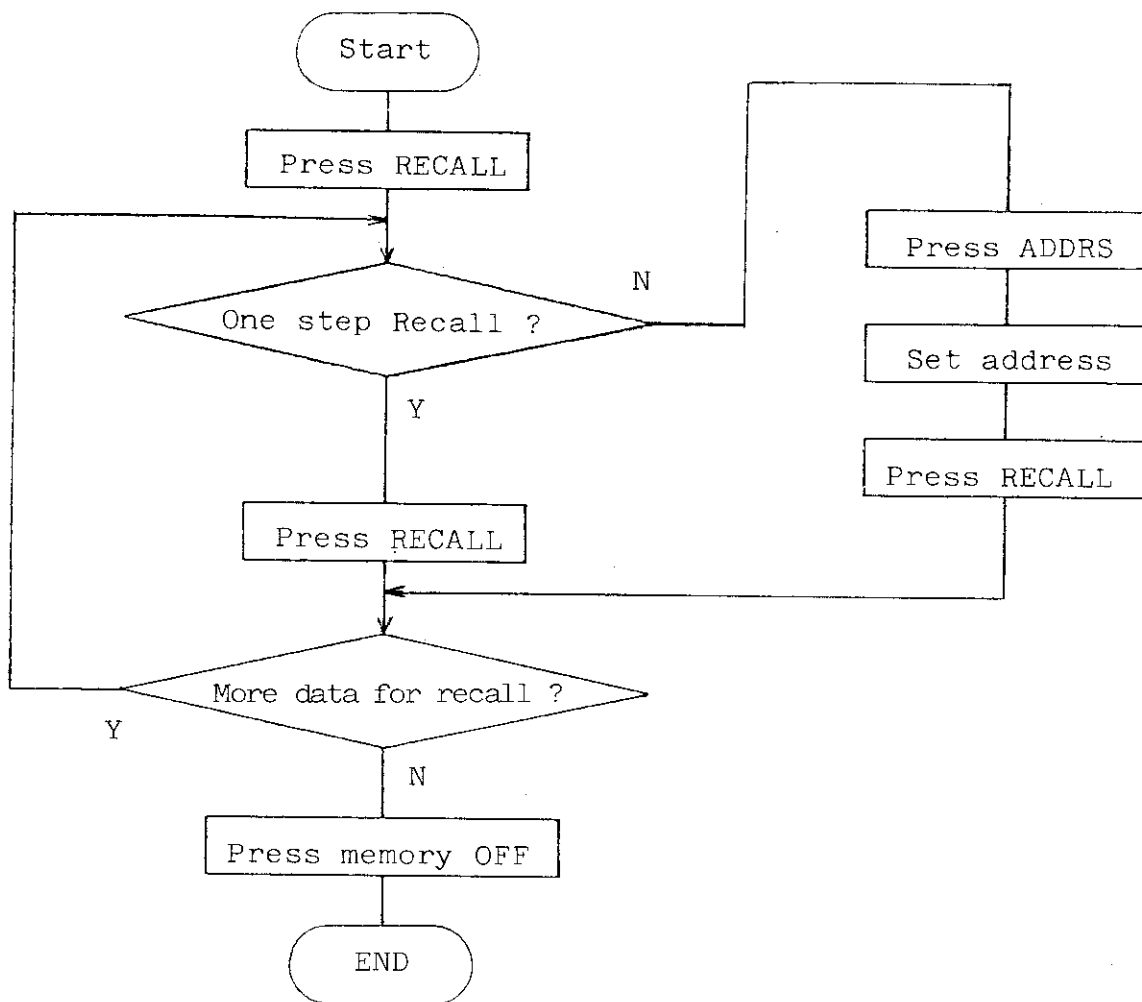 Start
Press RECALL
One step Recall ?
N
Y
Press ADDRS
Set address
Press RECALL
Press RECALL
More data for recall ?
Y
N
Press memory OFF
END